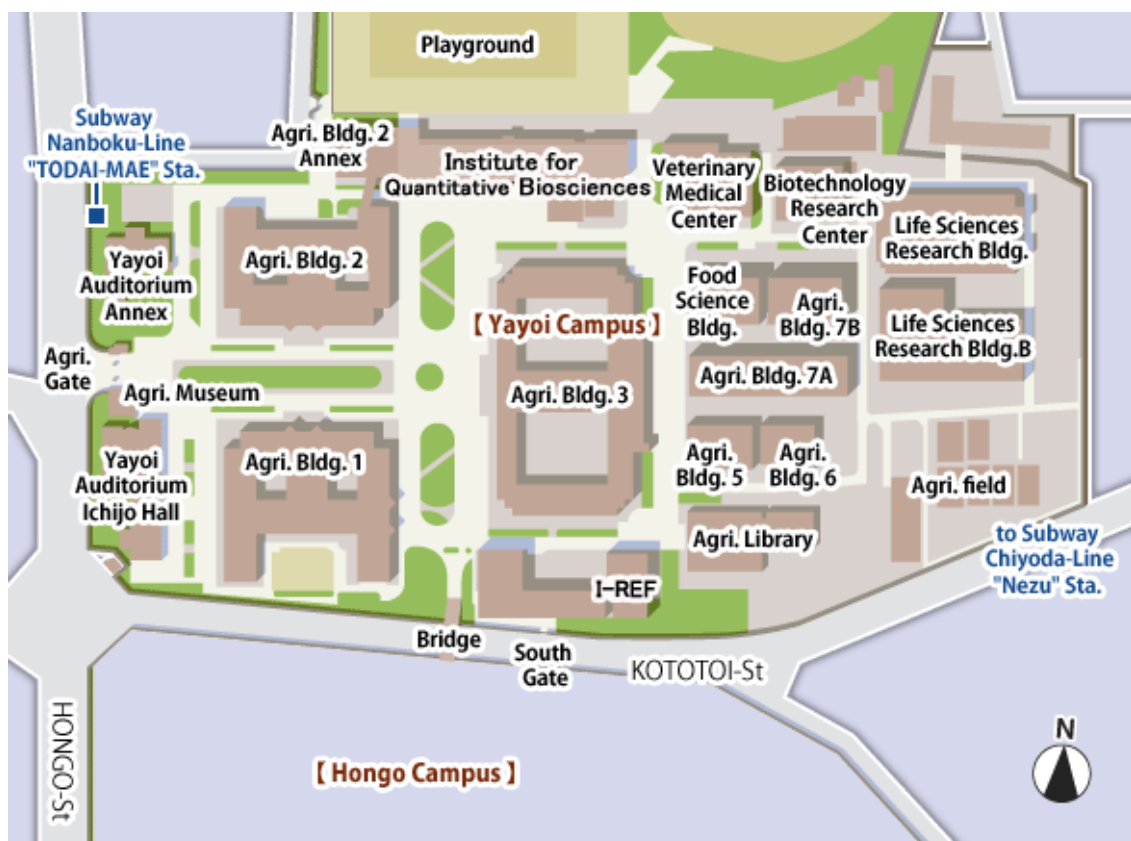 Playground
Subway
Nanboku-Line
"TODAI-MAE" Sta.
Agri. Bldg. 2
Annex
Institute for
Quantitative Biosciences
Veterinary
Medical
Center
Biotechnology
Research
Center
Life Sciences
Research Bldg.
Yayoi
Auditorium
Annex
Agri. Bldg. 2
Food
Science
Bldg.
Agri.
Bldg. 7B
【 Yayoi Campus 】
Life Sciences
Research Bldg.B
Agri.
Gate
Agri. Museum
Agri. Bldg. 3
Agri. Bldg. 7A
Yayoi
Auditorium
Ichijo Hall
Agri. Bldg. 1
Agri.
Bldg. 5
Agri.
Bldg. 6
Agri. field
Agri. Library
to Subway
Chiyoda-Line
"Nezu" Sta.
I-REF
Bridge
South
Gate
KOTOTOI-St
HONGO-St
【 Hongo Campus 】
N